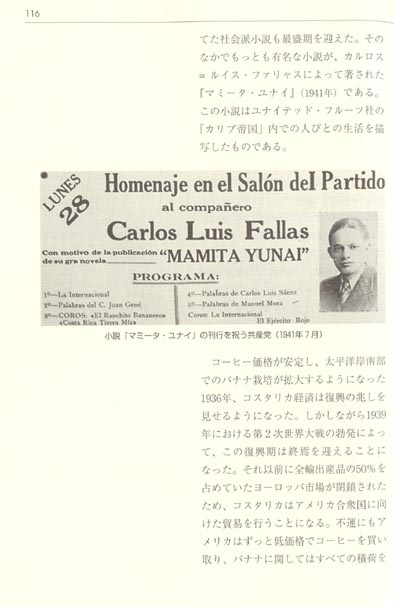 116
てた社会派小説も最盛期を迎えた。その
なかでもっとも有名な小説が、カルロス
=ルイス・ファリャスによって著された
『マミータ・ユナイ』（1941年）である。
この小説はユナイテッド・フルーツ社の
「カリブ帝国」内での人びとの生活を描
写したものである。
LUNES
28
Homenaje en el Salón del Partido
al compañero
Carlos Luis Fallas
Con motivo de la publicación
de su gra novela
"MAMITA YUNAI"
PROGRAMA:
1º—La Internacional
2º—Palabras del C. Juan Gené
3º—COROS: «El Ranchito Bananero»
«Costa Rica Tierra Mía»
4º—Palabras de Carlos Luis Sáenz
5º—Palabras de Manuel Mora
Coros: La Internacional
El Ejército Rojo
小説「マミータ・ユナイ」の刊行を祝う共産党（1941年7月）
コーヒー価格が安定し、太平洋岸南部
でのバナナ栽培が拡大するようになった
1936年、コスタリカ経済は復興の兆しを
見せるようになった。しかしながら1939
年における第2次世界大戦の勃発によっ
て、この復興期は終焉を迎えることに
なった。それ以前に全輸出産品の50%を
占めていたヨーロッパ市場が閉鎖された
ため、コスタリカはアメリカ合衆国に向
けた貿易を行うことになる。不運にもア
メリカはずっと低価格でコーヒーを買い
取り、バナナに関してはすべての積荷を